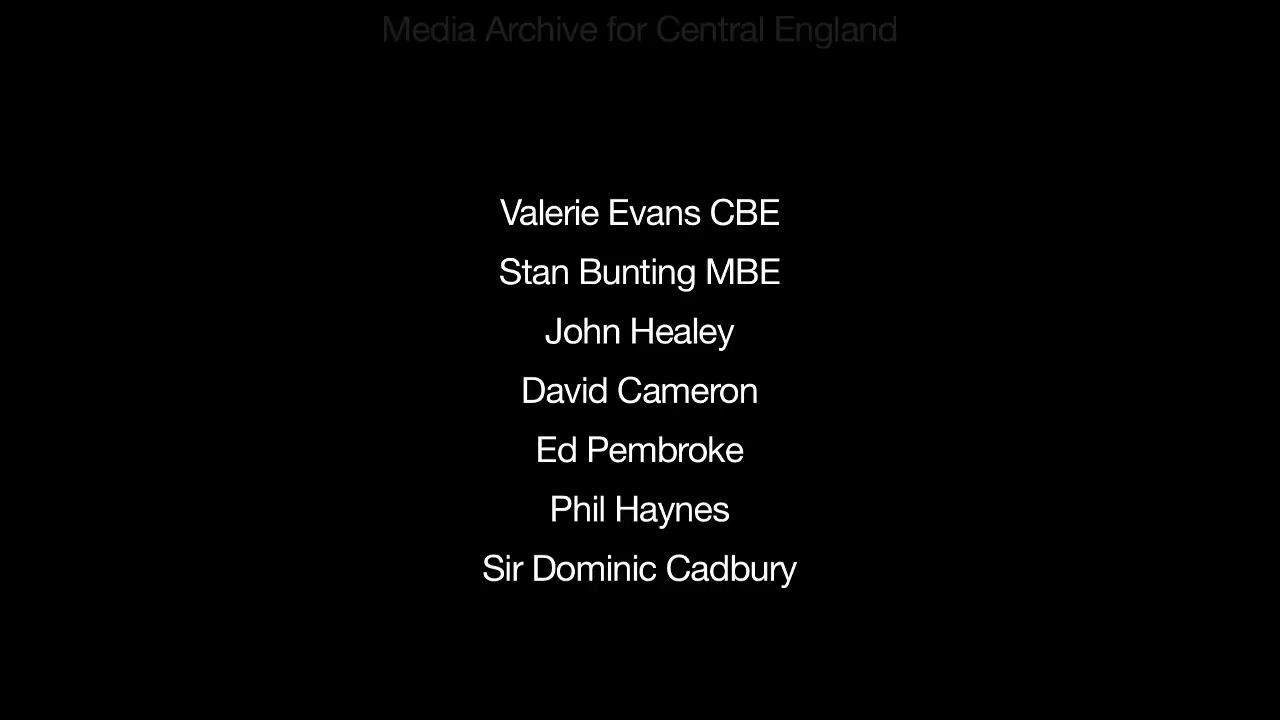 Media Archive for Central England
Valerie Evans CBE
Stan Bunting MBE
John Healey
David Cameron
Ed Pembroke
Phil Haynes
Sir Dominic Cadbury